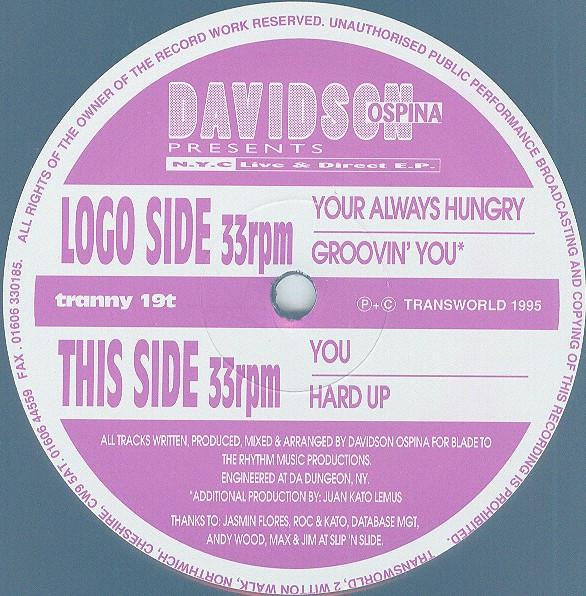 ALL RIGHTS OF THE OWNER OF THE RECORD WORK RESERVED. UNAUTHORISED PUBLIC PERFORMANCE BROADCASTING AND COPYING OF THIS RECORDING IS PROHIBITED.
DAVIDSON
OSPINA
PRESENTS
N.Y.C Live & Direct E.P.
LOGO SIDE 33rpm
YOUR ALWAYS HUNGRY
GROOVIN' YOU*
tranny 19t
Ⓟ+Ⓒ TRANSWORLD 1995
THIS SIDE 33rpm
YOU
HARD UP
ALL TRACKS WRITTEN, PRODUCED, MIXED & ARRANGED BY DAVIDSON OSPINA FOR BLADE TO
THE RHYTHM MUSIC PRODUCTIONS.
ENGINEERED AT DA DUNGEON, NY.
*ADDITIONAL PRODUCTION BY: JUAN KATO LEMUS
THANKS TO: JASMIN FLORES, ROC & KATO, DATABASE MGT,
ANDY WOOD, MAX & JIM AT SLIP 'N SLIDE.
TRANSWORLD, 2 WITTON WALK, NORTHWICH, CHESHIRE, CW9 5AT. 01606 44559 FAX. 01606 330185.